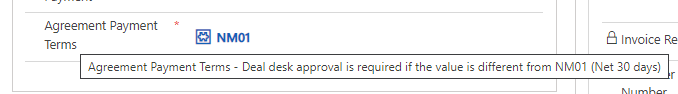 Agreement Payment
Terms
*
NM01
Invoice Re
Agreement Payment Terms - Deal desk approval is required if the value is different from NM01 (Net 30 days)
er
Number